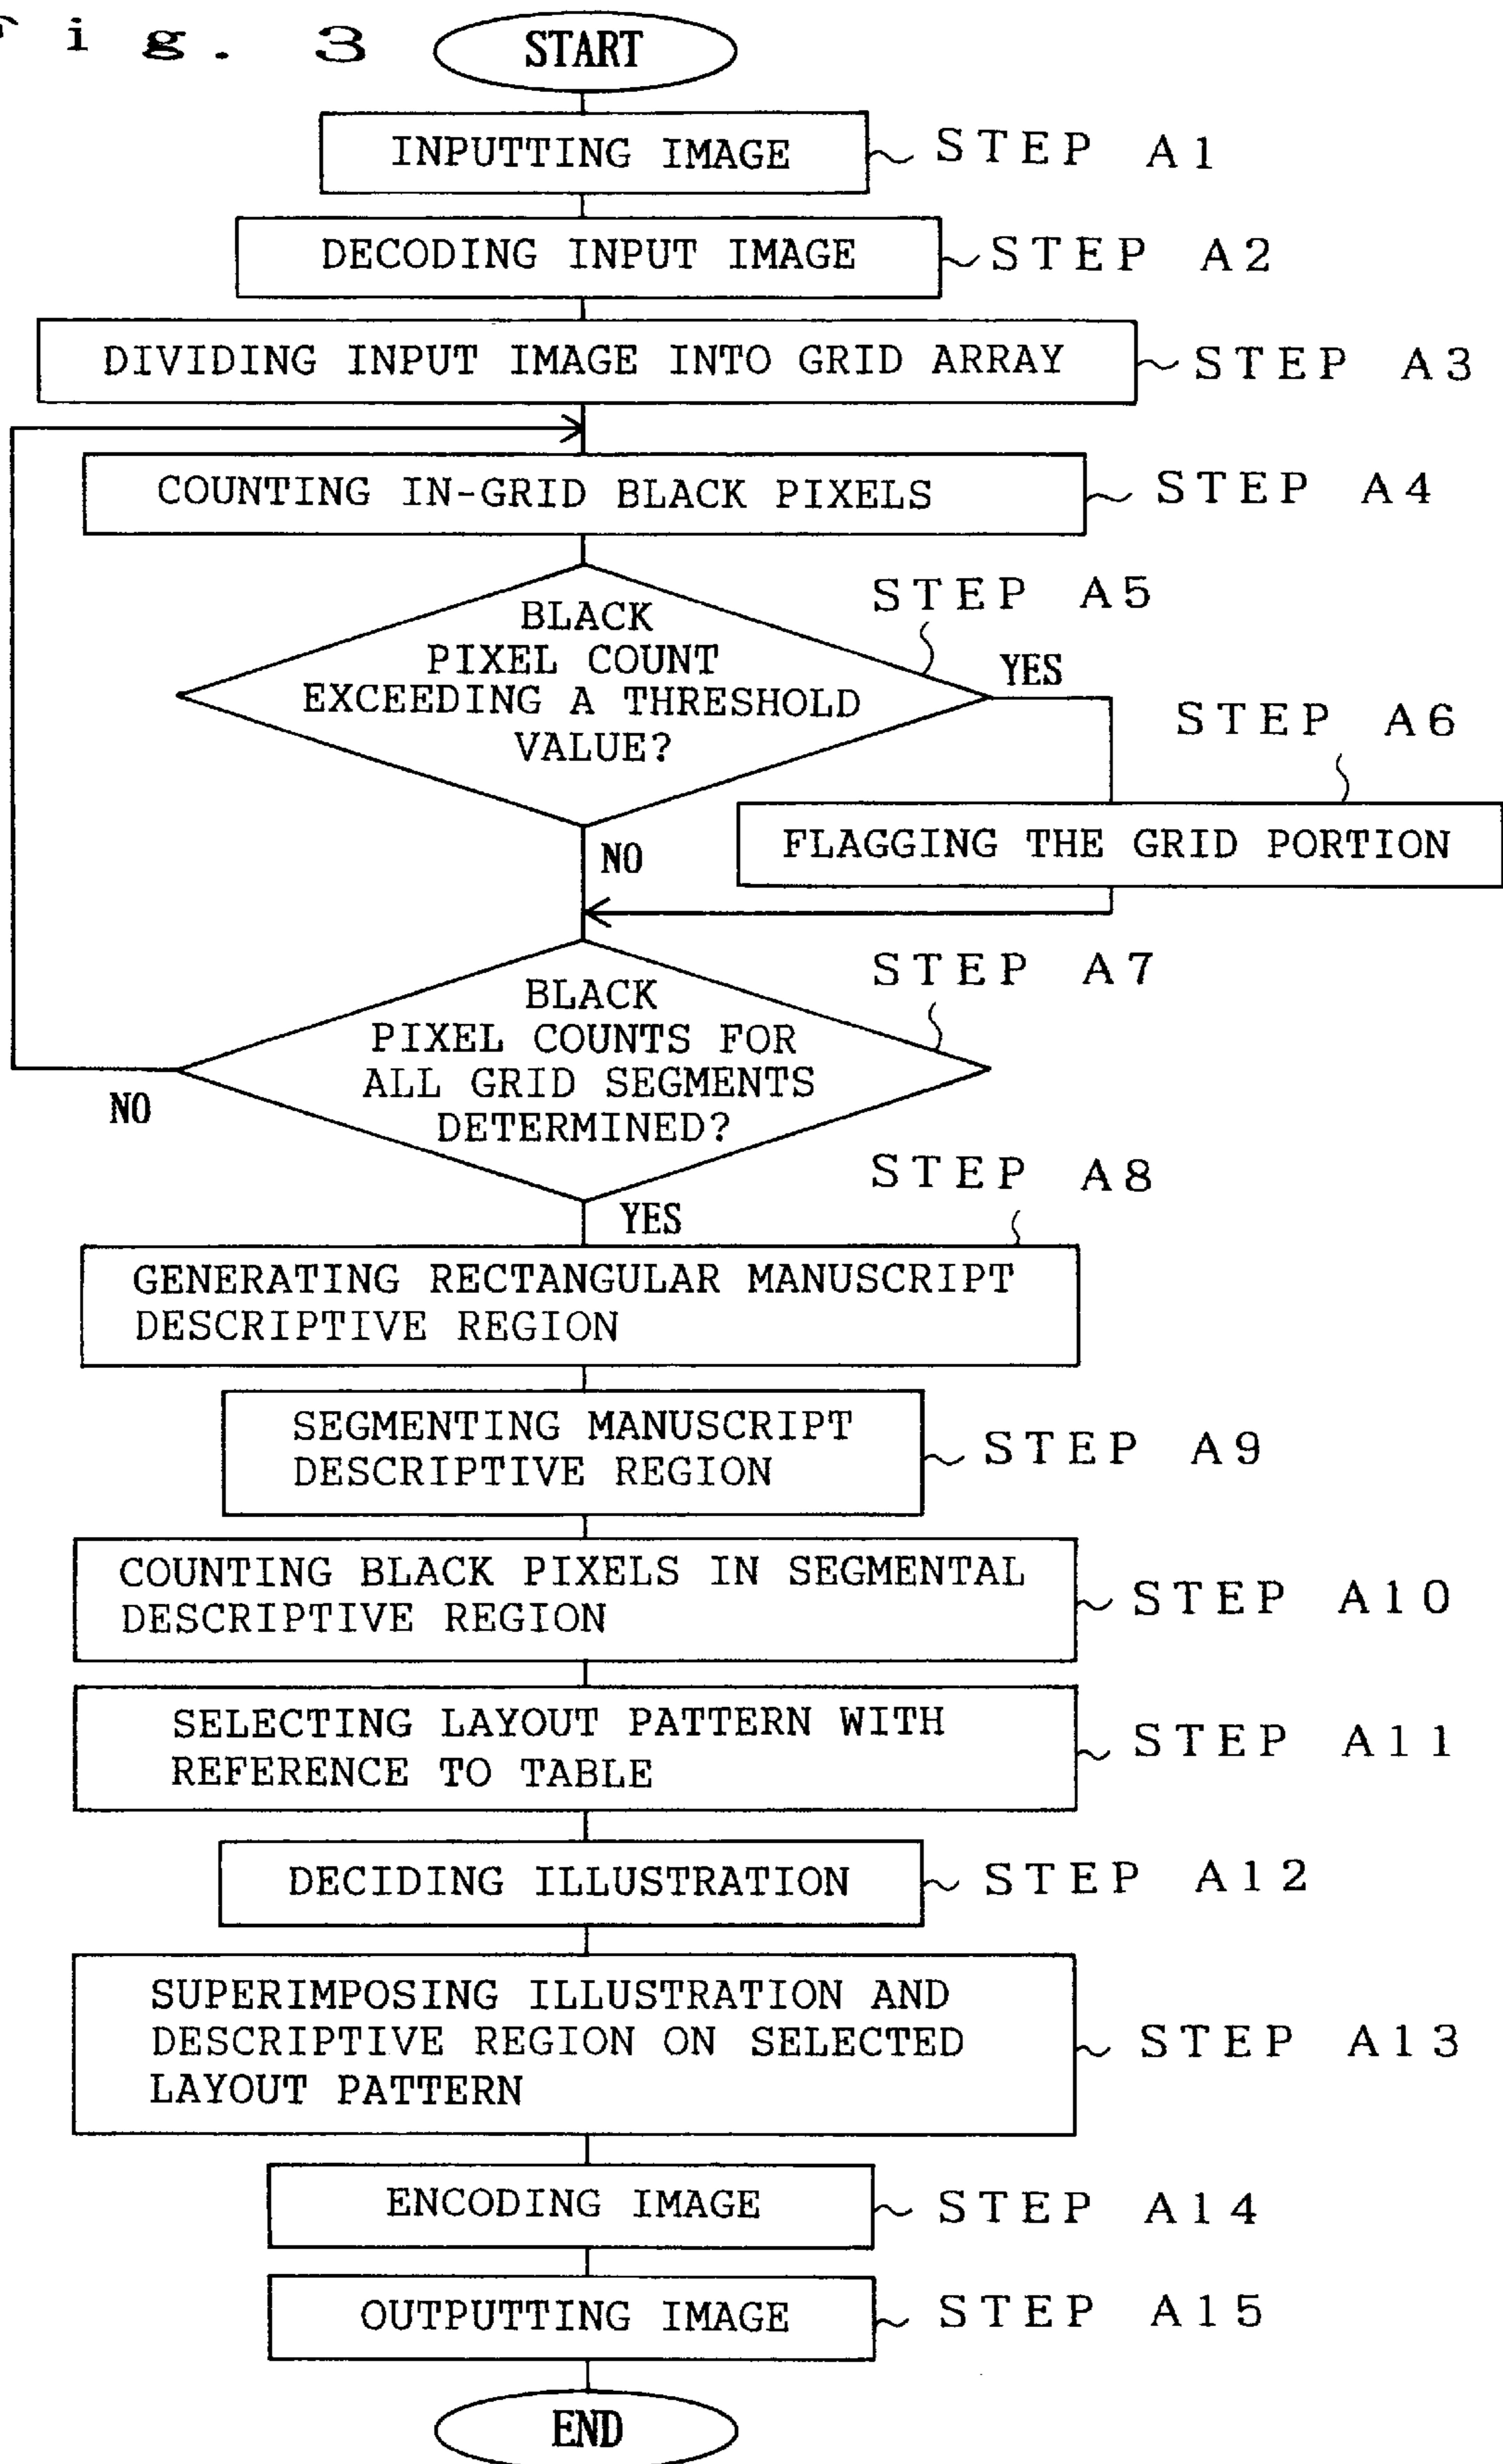 Fig. 3
START
INPUTTING IMAGE
STEP A1
DECODING INPUT IMAGE
STEP A2
DIVIDING INPUT IMAGE INTO GRID ARRAY
STEP A3
COUNTING IN-GRID BLACK PIXELS
STEP A4
STEP A5
BLACK
PIXEL COUNT
EXCEEDING A THRESHOLD
VALUE?
YES
STEP A6
FLAGGING THE GRID PORTION
NO
STEP A7
BLACK
PIXEL COUNTS FOR
ALL GRID SEGMENTS
DETERMINED?
NO
YES
STEP A8
GENERATING RECTANGULAR MANUSCRIPT
DESCRIPTIVE REGION
SEGMENTING MANUSCRIPT
DESCRIPTIVE REGION
STEP A9
COUNTING BLACK PIXELS IN SEGMENTAL
DESCRIPTIVE REGION
STEP A10
SELECTING LAYOUT PATTERN WITH
REFERENCE TO TABLE
STEP A11
DECIDING ILLUSTRATION
STEP A12
SUPERIMPOSING ILLUSTRATION AND
DESCRIPTIVE REGION ON SELECTED
LAYOUT PATTERN
STEP A13
ENCODING IMAGE
STEP A14
OUTPUTTING IMAGE
STEP A15
END